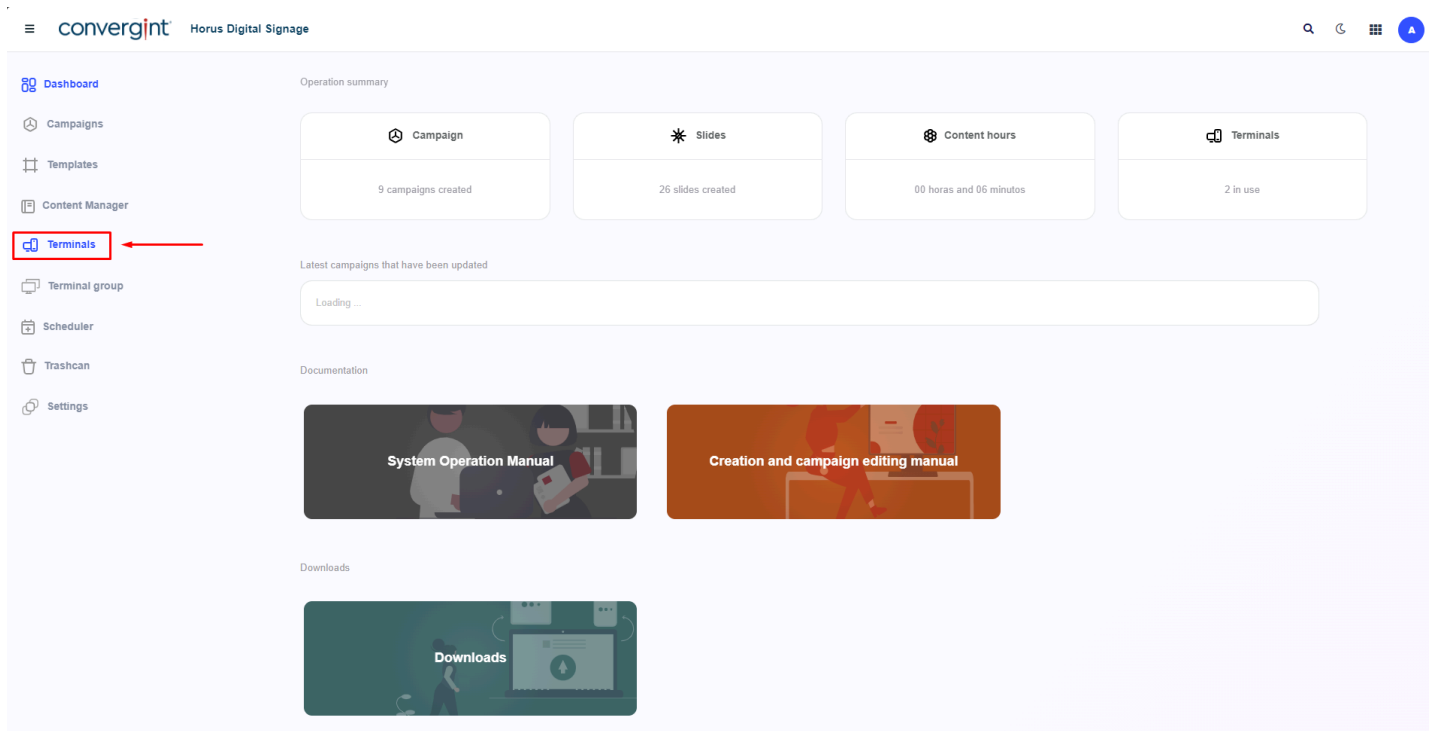 convergint Horus Digital Signage
A
Dashboard
Campaigns
Templates
Content Manager
Terminals
Terminal group
Scheduler
Trashcan
Settings
Operation summary
Campaign
9 campaigns created
Slides
26 slides created
Content hours
00 horas and 06 minutos
Terminals
2 in use
Latest campaigns that have been updated
Loading ...
Documentation
System Operation Manual
Creation and campaign editing manual
Downloads
Downloads